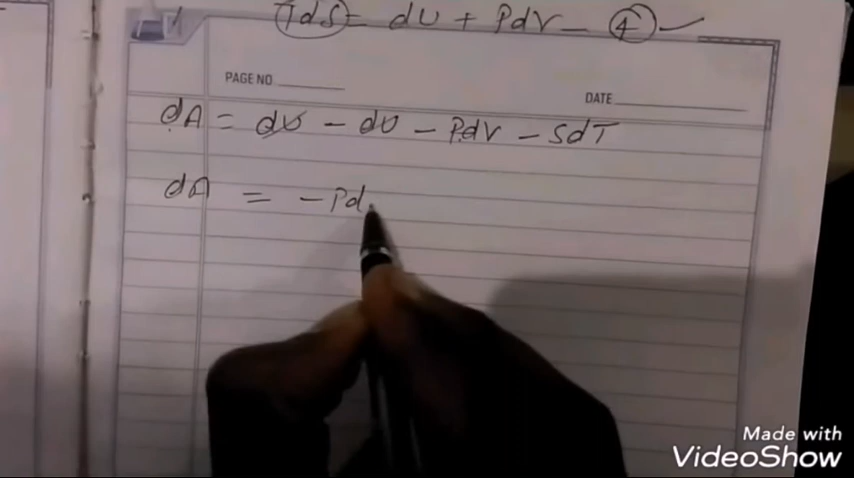 TdS = dU + PdV — 4
PAGE NO.
DATE
dA = dU - dU - PdV - SdT
dA = - Pd
Made with
VideoShow